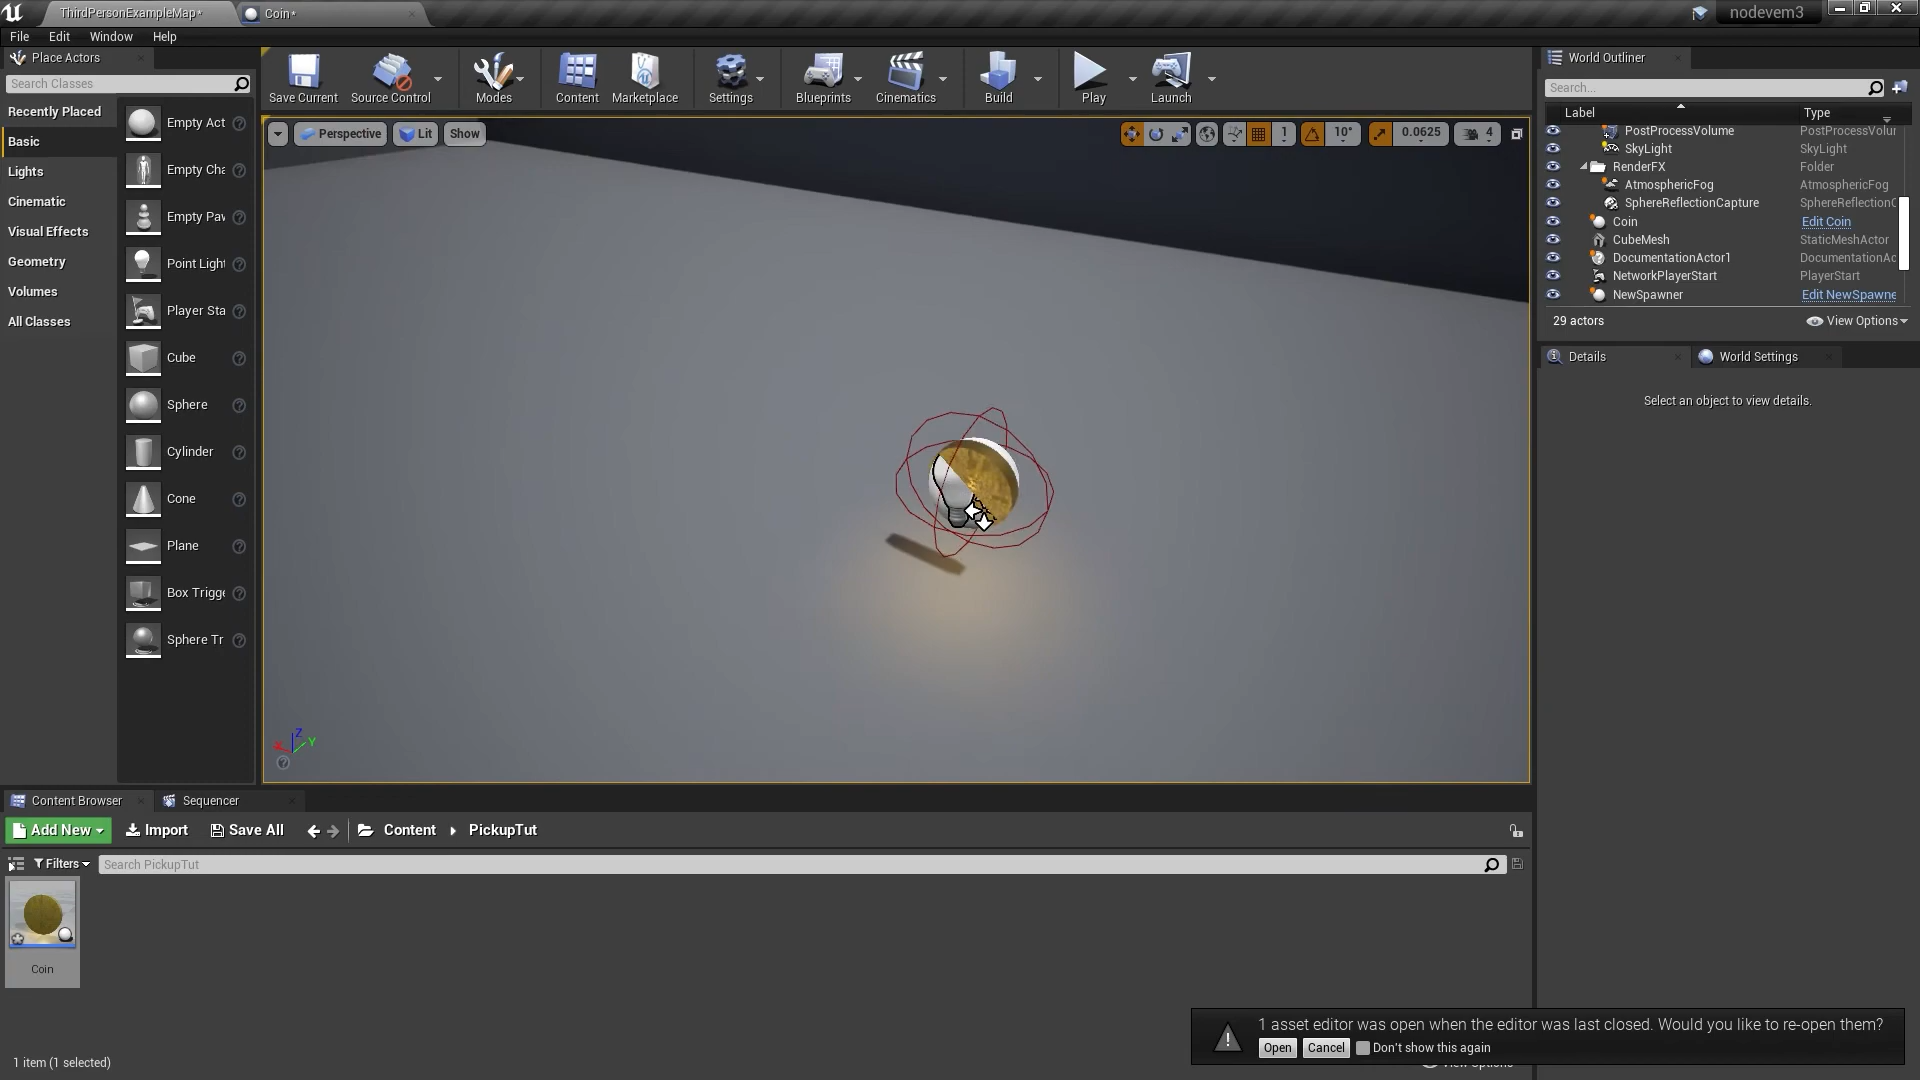 ThirdPersonExampleMap*
Coin*
nodevem3
File Edit Window Help
Place Actors
Search Classes
Recently Placed
Basic
Lights
Cinematic
Visual Effects
Geometry
Volumes
All Classes
Empty Act
Empty Cha
Empty Pav
Point Light
Player Sta
Cube
Sphere
Cylinder
Cone
Plane
Box Trigge
Sphere Tr
Save Current
Source Control
Modes
Content
Marketplace
Settings
Blueprints
Cinematics
Build
Play
Launch
Perspective
Lit
Show
1
10°
0.0625
4
X
Z
Y
World Outliner
Search...
Label Type
PostProcessVolume PostProcessVolur
SkyLight SkyLight
RenderFX Folder
AtmosphericFog AtmosphericFog
SphereReflectionCapture SphereReflectionC
Coin Edit Coin
CubeMesh StaticMeshActor
DocumentationActor1 DocumentationAc
NetworkPlayerStart PlayerStart
NewSpawner Edit NewSpawne
29 actors
View Options
Details
World Settings
Select an object to view details.
Content Browser
Sequencer
Add New
Import
Save All
Content
PickupTut
Filters
Search PickupTut
Coin
1 item (1 selected)
1 asset editor was open when the editor was last closed. Would you like to re-open them?
Open
Cancel
Don't show this again
View Options